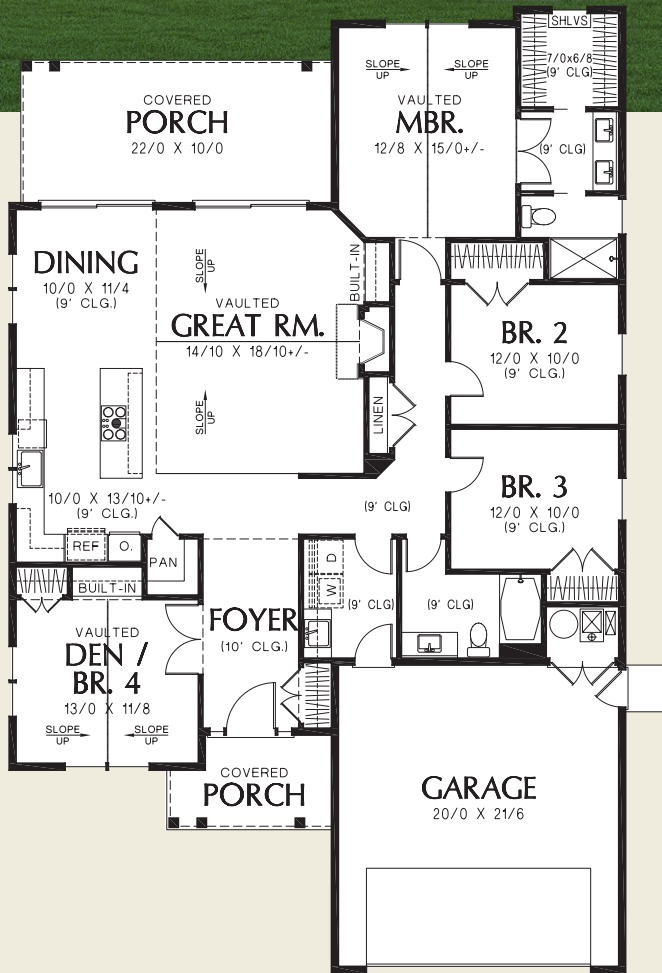 SHLVS
7/0x6/8
(9' CLG)
SLOPE
UP
SLOPE
UP
VAULTED
MBR.
12/8 X 15/0+/-
(9' CLG)
COVERED
PORCH
22/0 X 10/0
DINING
10/0 X 11/4
(9' CLG.)
SLOPE
UP
VAULTED
GREAT RM.
14/10 X 18/10+/-
SLOPE
UP
BUILT-IN
LINEN
BR. 2
12/0 X 10/0
(9' CLG.)
BR. 3
12/0 X 10/0
(9' CLG.)
10/0 X 13/10+/-
(9' CLG.)
(9' CLG)
REF
O.
PAN
BUILT-IN
D
W
(9' CLG)
(9' CLG)
FOYER
(10' CLG.)
VAULTED
DEN /
BR. 4
13/0 X 11/8
SLOPE
UP
SLOPE
UP
COVERED
PORCH
GARAGE
20/0 X 21/6